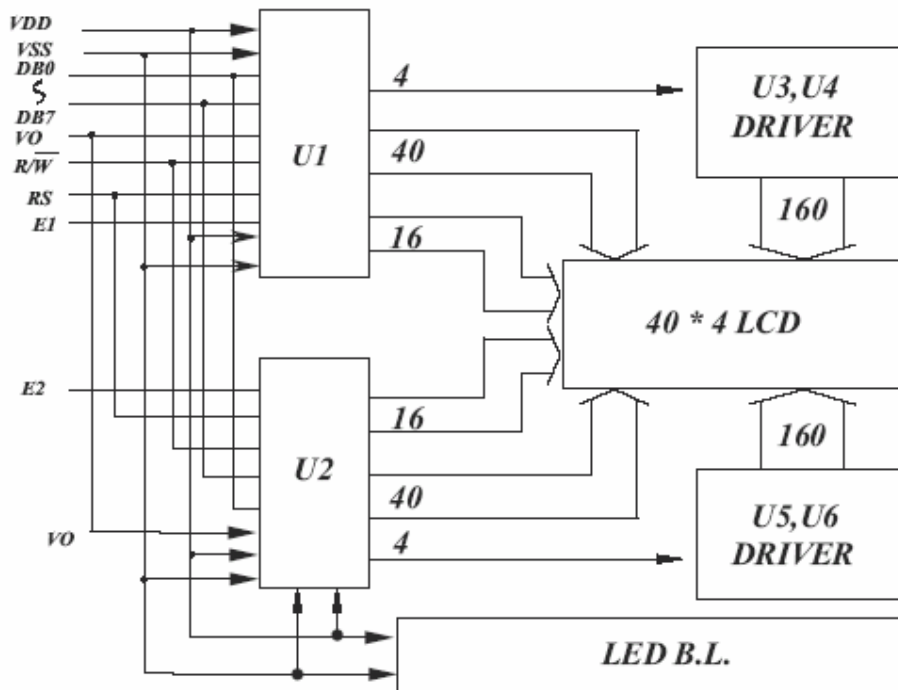 VDD
VSS
DB0
DB7
VO
R/W̅
RS
E1
E2
VO
U1
U2
4
40
16
16
40
4
U3,U4
DRIVER
160
40 * 4 LCD
160
U5,U6
DRIVER
LED B.L.